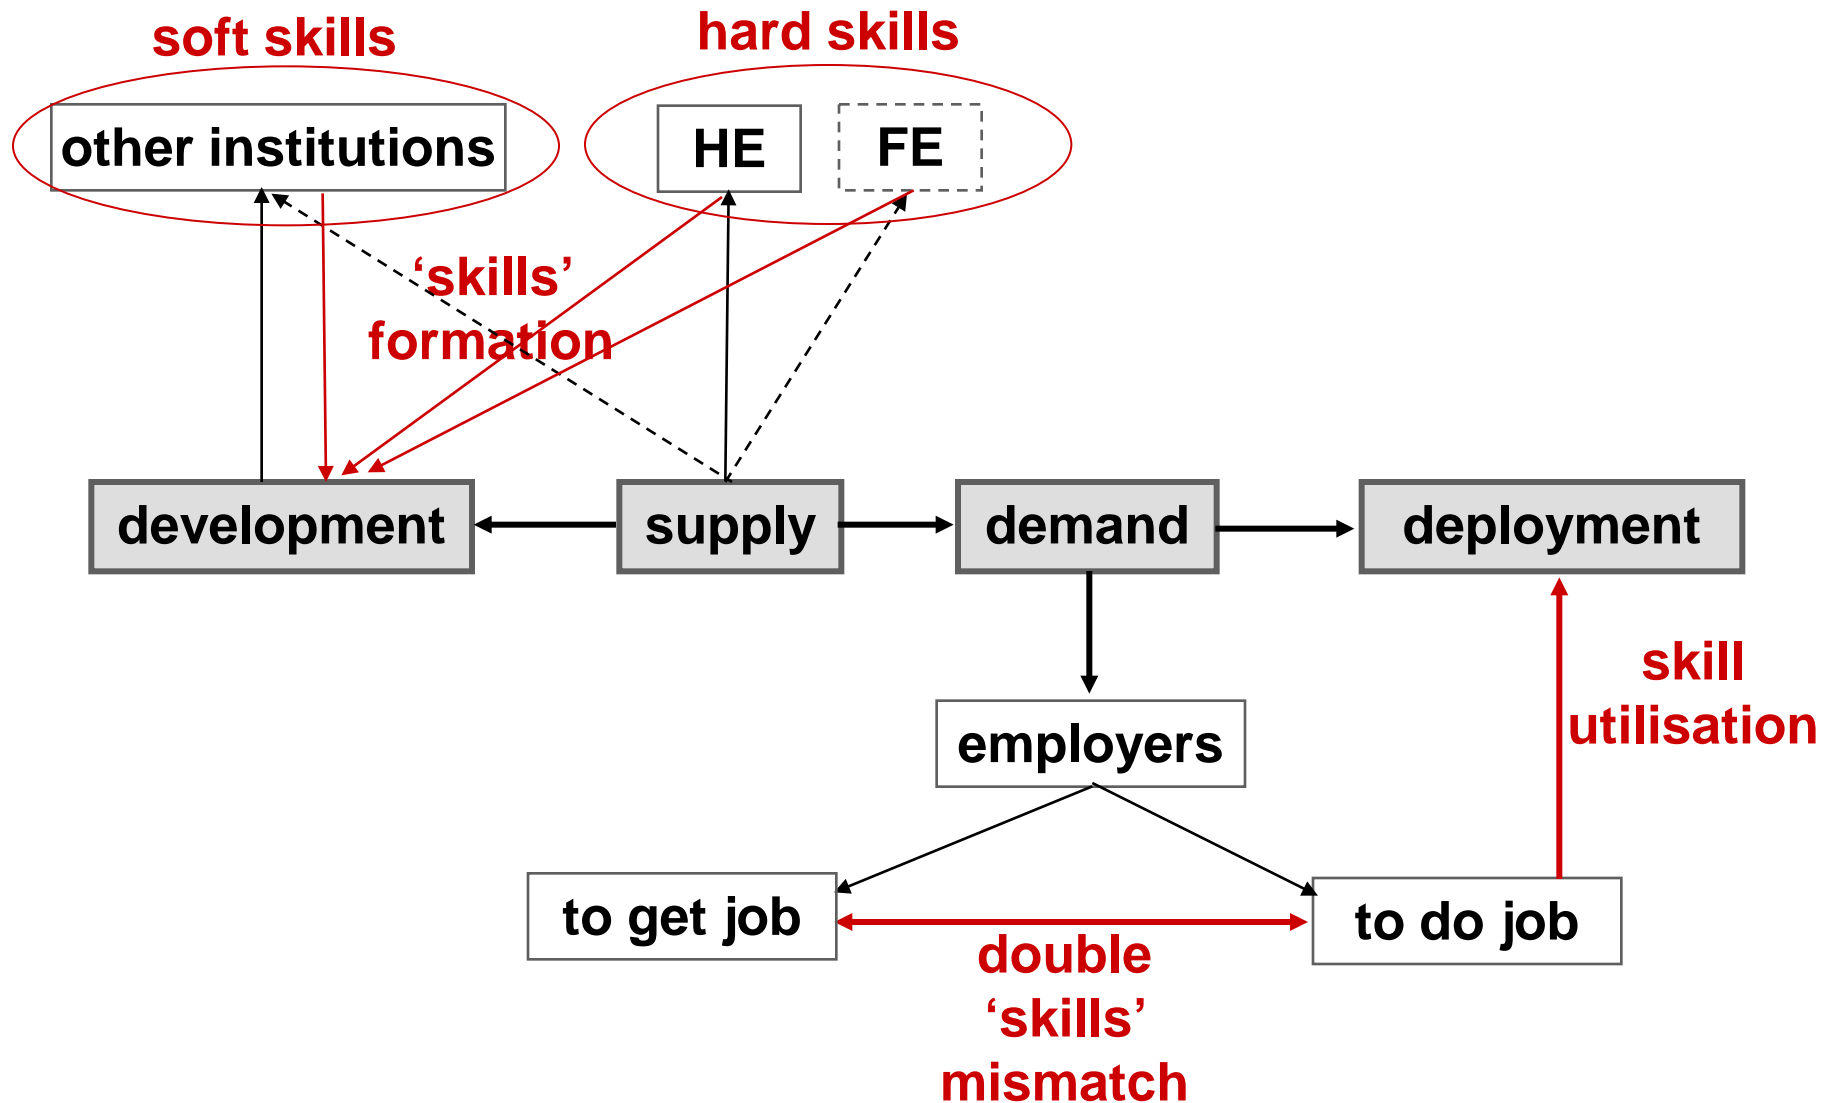 soft skills
hard skills
other institutions
HE
FE
‘skills’
formation
development
supply
demand
deployment
skill
utilisation
employers
to get job
to do job
double
‘skills’
mismatch